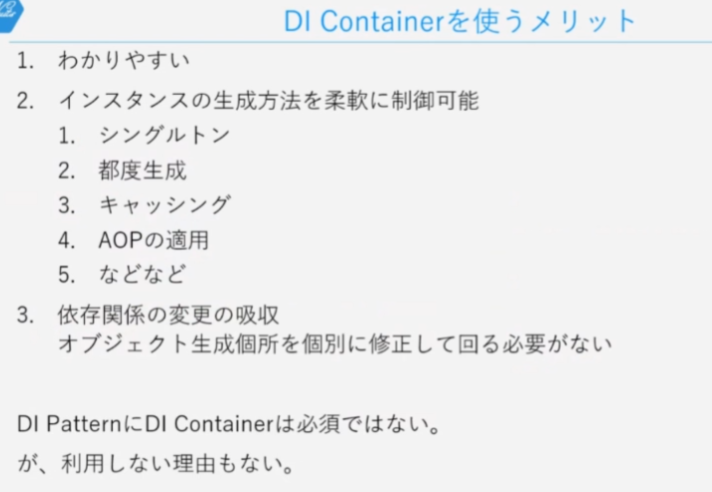 DI Containerを使うメリット
1. わかりやすい
2. インスタンスの生成方法を柔軟に制御可能
1. シングルトン
2. 都度生成
3. キャッシング
4. AOPの適用
5. などなど
3. 依存関係の変更の吸収
オブジェクト生成個所を個別に修正して回る必要がない
DI PatternにDI Containerは必須ではない。
が、利用しない理由もない。